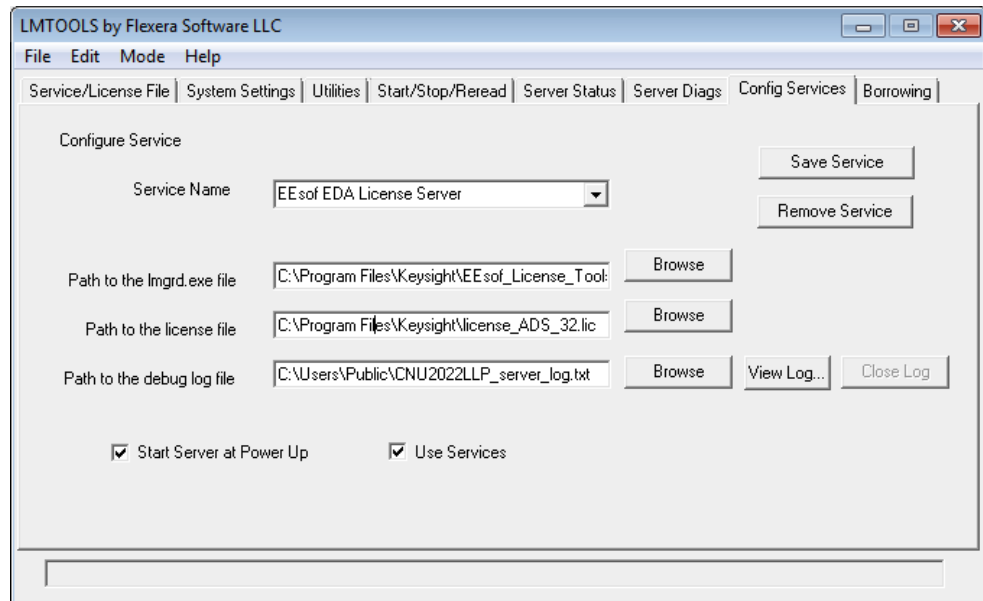 LMTOOLS by Flexera Software LLC
File Edit Mode Help
Service/License File System Settings Utilities Start/Stop/Reread Server Status Server Diags Config Services Borrowing
Configure Service
Save Service
Service Name EEsof EDA License Server
Remove Service
Path to the lmgrd.exe file C:\Program Files\Keysight\EEsof_License_Tools Browse
Path to the license file C:\Program Files\Keysight\license_ADS_32.lic Browse
Path to the debug log file C:\Users\Public\CNU2022LLP_server_log.txt Browse View Log... Close Log
Start Server at Power Up Use Services